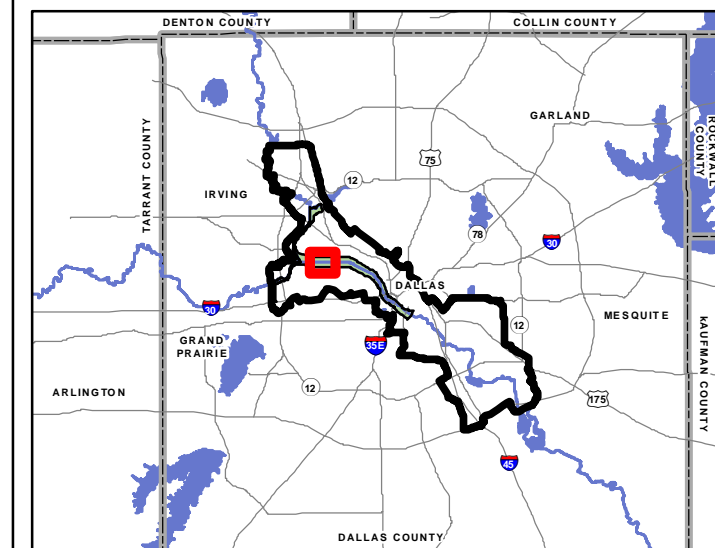 DENTON COUNTY
COLLIN COUNTY
GARLAND
TARRANT COUNTY
ROCKWALL
COUNTY
75
12
IRVING
78
30
DALLAS
30
12
MESQUITE
KAUFMAN COUNTY
GRAND
PRAIRIE
35E
ARLINGTON
12
175
45
DALLAS COUNTY